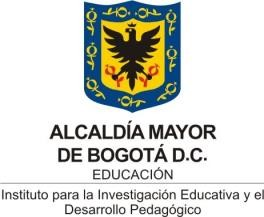 ALCALDÍA MAYOR
DE BOGOTÁ D.C.
EDUCACIÓN
Instituto para la Investigación Educativa y el
Desarrollo Pedagógico